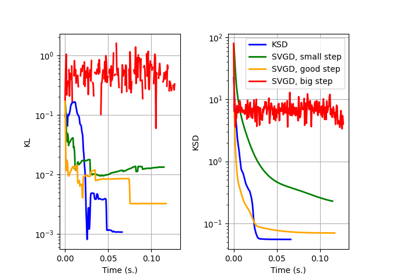 10⁰
10⁻¹
10⁻²
10⁻³
KL
0.00
0.05
0.10
Time (s.)
10²
10¹
10⁰
10⁻¹
KSD
0.00
0.05
0.10
Time (s.)
KSD
SVGD, small step
SVGD, good step
SVGD, big step